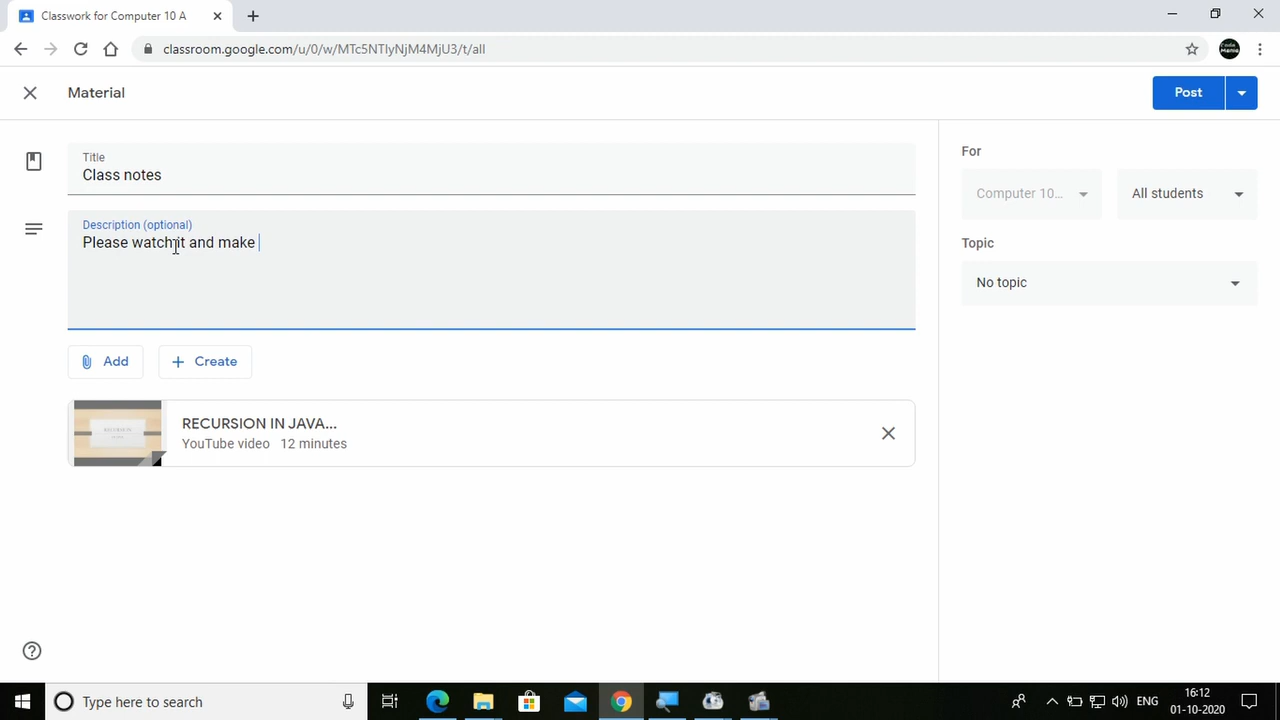 Classwork for Computer 10 A
classroom.google.com/u/0/w/MTc5NTIyNjM4MjU3/t/all
Material
Post
Title
Class notes
Description (optional)
Please watch it and make
Add
Create
RECURSION IN JAVA...
YouTube video 12 minutes
For
Computer 10...
All students
Topic
No topic
Type here to search
ENG
16:12
01-10-2020